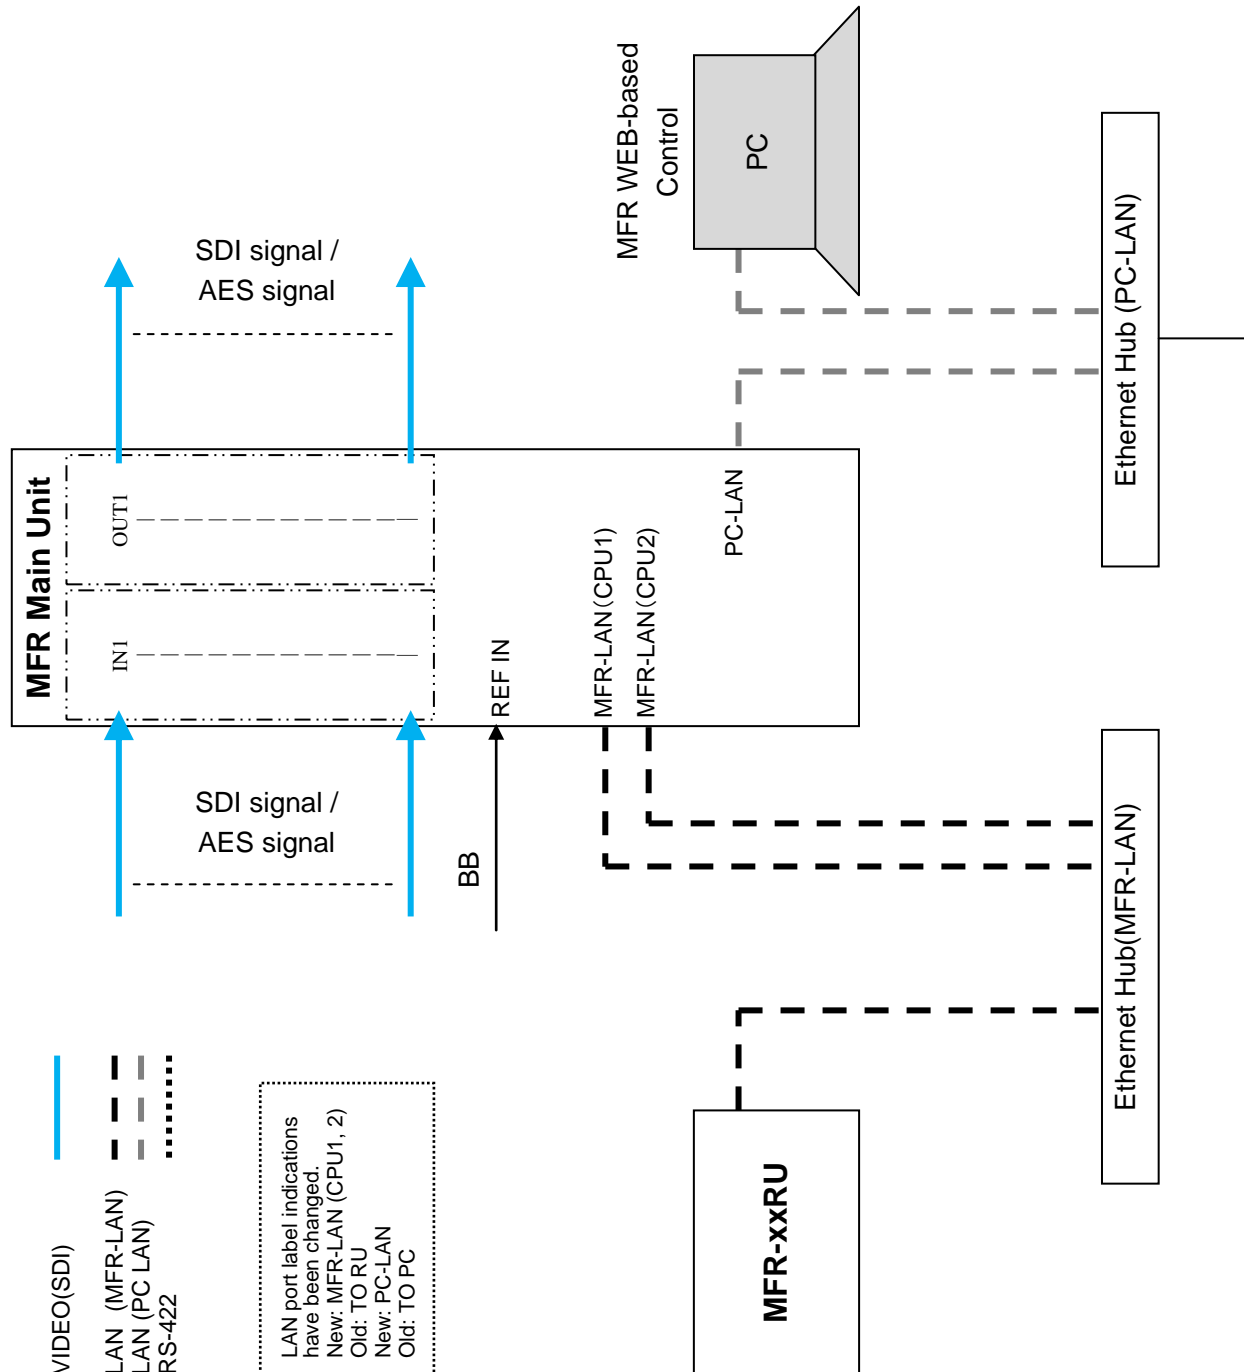 SDI signal /
AES signal
MFR WEB-based
Control
PC
MFR Main Unit
OUT1
IN1
REF IN
MFR-LAN(CPU1)
MFR-LAN(CPU2)
PC-LAN
Ethernet Hub (PC-LAN)
SDI signal /
AES signal
BB
Ethernet Hub(MFR-LAN)
VIDEO(SDI)
LAN (MFR-LAN)
LAN (PC LAN)
RS-422
LAN port label indications
have been changed.
New: MFR-LAN (CPU1, 2)
Old: TO RU
New: PC-LAN
Old: TO PC
MFR-xxRU